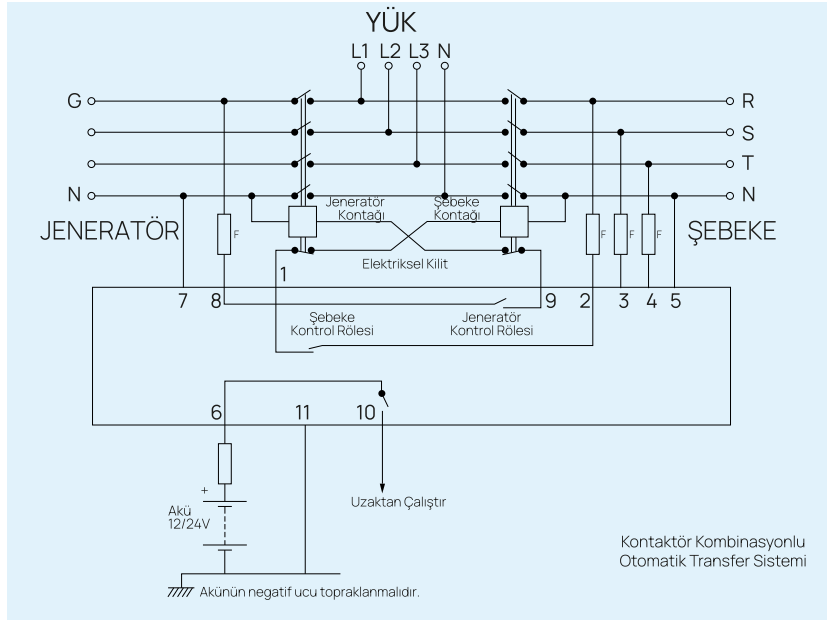 YÜK
L1 L2 L3 N
G R
S
T
N N
Jeneratör
Kontağı
Şebeke
Kontağı
JENERATÖR
ŞEBEKE
F F F F
Elektriksel Kilit
1
7 8 9 2 3 4 5
Şebeke
Kontrol Rölesi
Jeneratör
Kontrol Rölesi
6 11 10
+
Akü
12/24V
Uzaktan Çalıştır
Kontaktör Kombinasyonlu
Otomatik Transfer Sistemi
Akünün negatif ucu topraklanmalıdır.